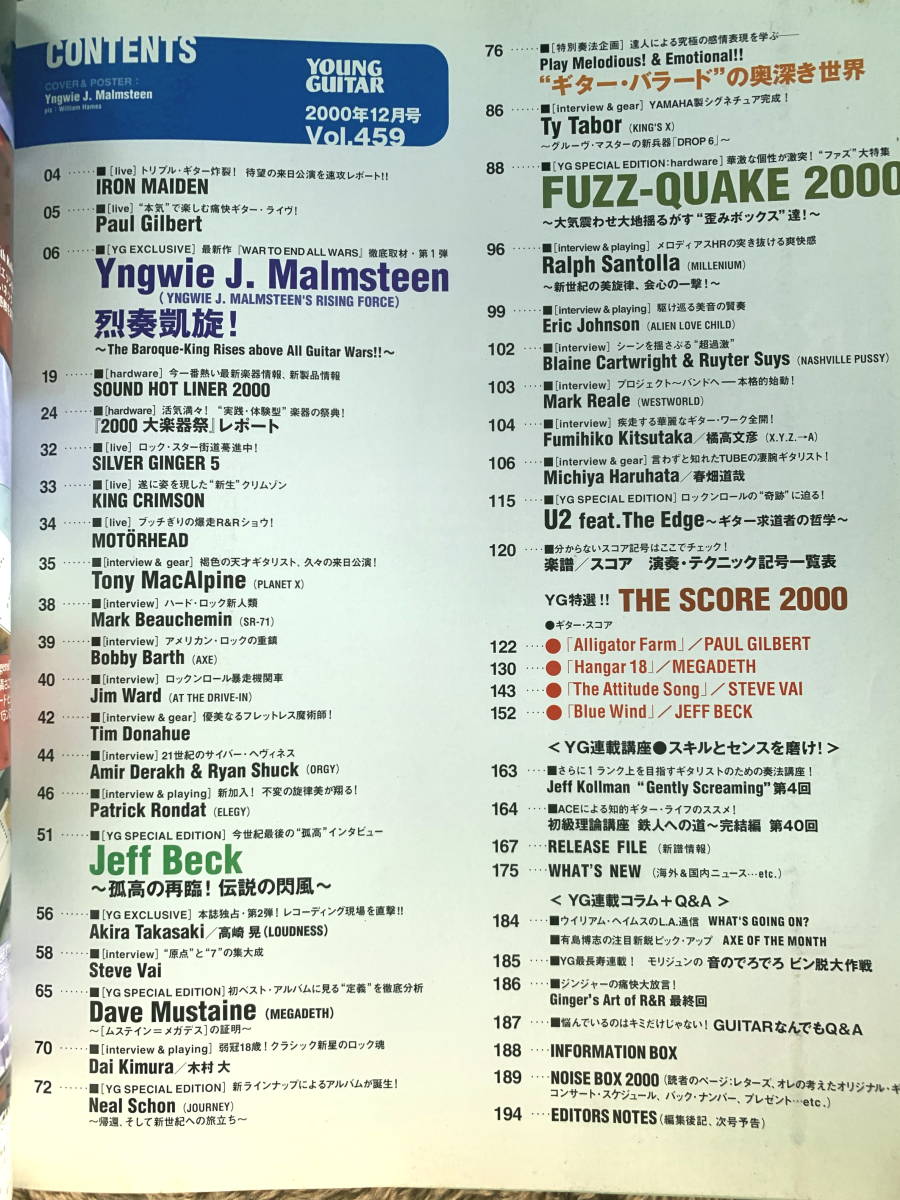 CONTENTS
COVER & POSTER :
Yngwie J. Malmsteen
pic : William Hames
YOUNG
GUITAR
2000年12月号
Vol.459
04 ……■[live] トリプル・ギター炸裂! 待望の来日公演を速攻レポート!!
IRON MAIDEN
05 ……■[live] “本気”で楽しむ痛快ギター・ライヴ!
Paul Gilbert
06 ……■[YG EXCLUSIVE] 最新作『WAR TO END ALL WARS』徹底取材・第1弾
Yngwie J. Malmsteen
(YNGWIE J. MALMSTEEN'S RISING FORCE)
烈奏凱旋!
〜The Baroque-King Rises above All Guitar Wars!!〜
19 ……■[hardware] 今一番熱い最新楽器情報、新製品情報
SOUND HOT LINER 2000
24 ……■[hardware] 活気満々! “実践・体験型”楽器の祭典!
『2000 大楽器祭』レポート
32 ……■[live] ロック・スター街道驀進中!
SILVER GINGER 5
33 ……■[live] 遂に姿を現した“新生”クリムゾン
KING CRIMSON
34 ……■[live] ブッチぎりの爆走R&Rショウ!
MOTÖRHEAD
35 ……■[interview & gear] 褐色の天才ギタリスト、久々の来日公演!
Tony MacAlpine (PLANET X)
38 ……■[interview] ハード・ロック新人類
Mark Beauchemin (SR-71)
39 ……■[interview] アメリカン・ロックの重鎮
Bobby Barth (AXE)
40 ……■[interview] ロックンロール暴走機関車
Jim Ward (AT THE DRIVE-IN)
42 ……■[interview & gear] 優美なるフレットレス魔術師!
Tim Donahue
44 ……■[interview] 21世紀のサイバー・ヘヴィネス
Amir Derakh & Ryan Shuck (ORGY)
46 ……■[interview & playing] 新加入! 不変の旋律美が翔る!
Patrick Rondat (ELEGY)
51 ……■[YG SPECIAL EDITION] 今世紀最後の“孤高”インタビュー
Jeff Beck
〜孤高の再臨! 伝説の閃風〜
56 ……■[YG EXCLUSIVE] 本誌独占・第2弾! レコーディング現場を直撃!!
Akira Takasaki/高崎 晃 (LOUDNESS)
58 ……■[interview] “原点”と“7”の集大成
Steve Vai
65 ……■[YG SPECIAL EDITION] 初ベスト・アルバムに見る“定義”を徹底分析
Dave Mustaine (MEGADETH)
〜[ムステイン=メガデス]の証明〜
70 ……■[interview & playing] 弱冠18歳! クラシック新星のロック魂
Dai Kimura/木村 大
72 ……■[YG SPECIAL EDITION] 新ラインナップによるアルバムが誕生!
Neal Schon (JOURNEY)
〜帰還、そして新世紀への旅立ち〜
76 ……■[特別奏法企画] 達人による究極の感情表現を学ぶ──
Play Melodious! & Emotional!!
“ギター・バラード”の奥深き世界
86 ……■[interview & gear] YAMAHA製シグネチュア完成!
Ty Tabor (KING'S X)
〜グルーヴ・マスターの新兵器「DROP 6」〜
88 ……■[YG SPECIAL EDITION:hardware] 華激な個性が激突! “ファズ”大特集
FUZZ-QUAKE 2000
〜大気震わせ大地揺るがす“歪みボックス”達!〜
96 ……■[interview & playing] メロディアスHRの突き抜ける爽快感
Ralph Santolla (MILLENIUM)
〜新世紀の美旋律、会心の一撃!〜
99 ……■[interview & playing] 駆け巡る美音の賢奏
Eric Johnson (ALIEN LOVE CHILD)
102 ……■[interview] シーンを揺さぶる“超過激”
Blaine Cartwright & Ruyter Suys (NASHVILLE PUSSY)
103 ……■[interview] プロジェクト〜バンドへ──本格的始動!
Mark Reale (WESTWORLD)
104 ……■[interview] 疾走する華麗なギター・ワーク全開!
Fumihiko Kitsutaka/橘高文彦 (X.Y.Z.→A)
106 ……■[interview & gear] 言わずと知れたTUBEの凄腕ギタリスト!
Michiya Haruhata/春畑道哉
115 ……■[YG SPECIAL EDITION] ロックンロールの“奇跡”に迫る!
U2 feat.The Edge〜ギター求道者の哲学〜
120 ……■分からないスコア記号はここでチェック!
楽譜/スコア 演奏・テクニック記号一覧表
YG特選!! THE SCORE 2000
●ギター・スコア
122 ……●「Alligator Farm」/PAUL GILBERT
130 ……●「Hangar 18」/MEGADETH
143 ……●「The Attitude Song」/STEVE VAI
152 ……●「Blue Wind」/JEFF BECK
<YG連載講座●スキルとセンスを磨け!>
163 ……■さらに1ランク上を目指すギタリストのための奏法講座!
Jeff Kollman “Gently Screaming”第4回
164 ……■ACEによる知的ギター・ライフのススメ!
初級理論講座 鉄人への道〜完結編 第40回
167 …… RELEASE FILE (新譜情報)
175 …… WHAT'S NEW (海外&国内ニュース…etc.)
<YG連載コラム+Q&A>
184 ……■ウイリアム・ヘイムスのL.A.通信 WHAT'S GOING ON?
■有島博志の注目新鋭ピック・アップ AXE OF THE MONTH
185 ……■YG最長寿連載! モリジュンの 音のでろでろ ビン脱大作戦
186 ……■ジンジャーの痛快大放言!
Ginger's Art of R&R 最終回
187 ……■悩んでいるのはキミだけじゃない! GUITARなんでもQ&A
188 …… INFORMATION BOX
189 …… NOISE BOX 2000 (読者のページ:レターズ、オレの考えたオリジナル・ギ
コンサート・スケジュール、バック・ナンバー、プレゼント…etc.)
194 …… EDITORS NOTES (編集後記、次号予告)